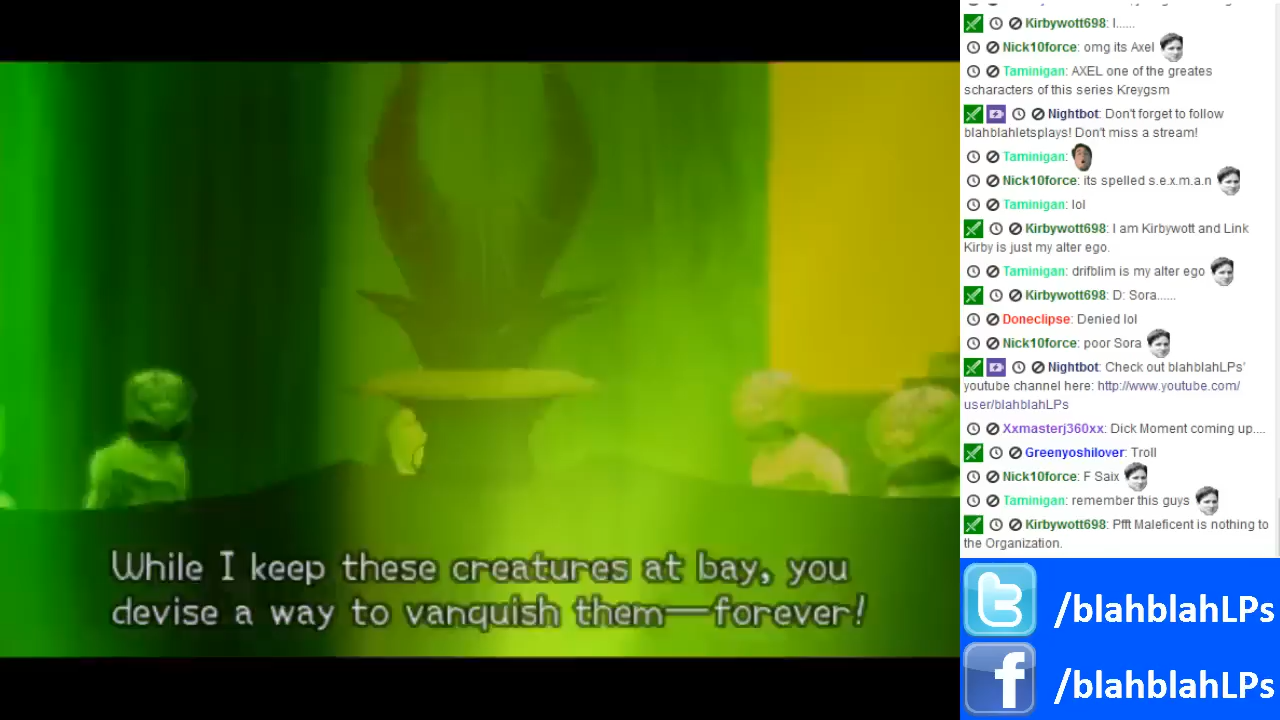 Kirbywott698: I......
Nick10force: omg its Axel
Taminigan: AXEL one of the greates
scharacters of this series Kreygsm
Nightbot: Don't forget to follow
blahblahletsplays! Don't miss a stream!
Taminigan:
Nick10force: its spelled s.e.x.m.a.n
Taminigan: lol
Kirbywott698: I am Kirbywott and Link
Kirby is just my alter ego.
Taminigan: drifblim is my alter ego
Kirbywott698: D: Sora......
Doneclipse: Denied lol
Nick10force: poor Sora
Nightbot: Check out blahblahLPs'
youtube channel here: http://www.youtube.com/
user/blahblahLPs
Xxmasterj360xx: Dick Moment coming up....
Greenyoshilover: Troll
Nick10force: F Saix
Taminigan: remember this guys
Kirbywott698: Pfft Maleficent is nothing to
the Organization.
While I keep these creatures at bay, you
devise a way to vanquish them—forever!
/blahblahLPs
/blahblahLPs